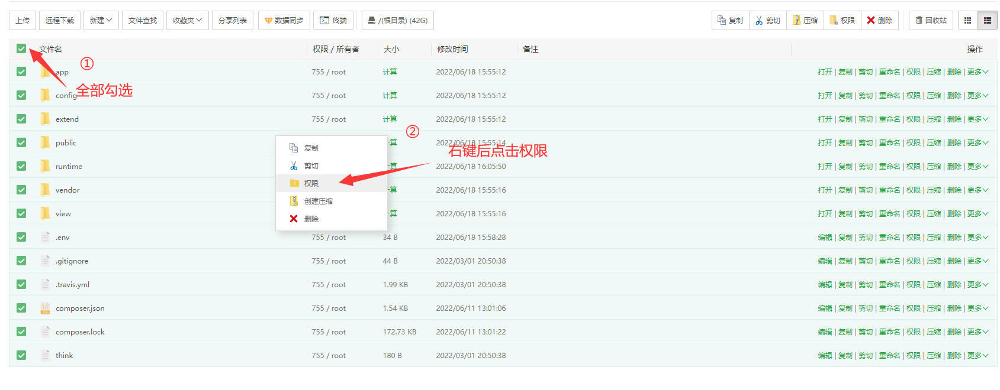 上传 远程下载 新建 文件查找 收藏夹 分享列表 数据同步 终端 /(根目录) (42G) 复制 剪切 压缩 权限 删除 回收站
文件名 权限 / 所有者 大小 修改时间 备注 操作
①
app 755 / root 计算 2022/06/18 15:55:12 打开 | 复制 | 剪切 | 重命名 | 权限 | 压缩 | 删除 | 更多
全部勾选
config 755 / root 计算 2022/06/18 15:55:12 打开 | 复制 | 剪切 | 重命名 | 权限 | 压缩 | 删除 | 更多
extend 755 / root 计算 2022/06/18 15:55:12 打开 | 复制 | 剪切 | 重命名 | 权限 | 压缩 | 删除 | 更多
②
public 算 2022/06/18 15:55:14 打开 | 复制 | 剪切 | 重命名 | 权限 | 压缩 | 删除 | 更多
复制
右键后点击权限
runtime 算 2022/06/18 16:05:50 打开 | 复制 | 剪切 | 重命名 | 权限 | 压缩 | 删除 | 更多
剪切
权限
vendor 算 2022/06/18 15:55:16 打开 | 复制 | 剪切 | 重命名 | 权限 | 压缩 | 删除 | 更多
创建压缩
view 算 2022/06/18 15:55:16 打开 | 复制 | 剪切 | 重命名 | 权限 | 压缩 | 删除 | 更多
删除
.env 755 / root 34 B 2022/06/18 15:58:28 编辑 | 复制 | 剪切 | 重命名 | 权限 | 压缩 | 删除 | 更多
.gitignore 755 / root 44 B 2022/03/01 20:50:38 编辑 | 复制 | 剪切 | 重命名 | 权限 | 压缩 | 删除 | 更多
.travis.yml 755 / root 1.99 KB 2022/03/01 20:50:38 编辑 | 复制 | 剪切 | 重命名 | 权限 | 压缩 | 删除 | 更多
composer.json 755 / root 1.54 KB 2022/06/11 13:01:06 编辑 | 复制 | 剪切 | 重命名 | 权限 | 压缩 | 删除 | 更多
composer.lock 755 / root 172.73 KB 2022/06/11 13:01:22 编辑 | 复制 | 剪切 | 重命名 | 权限 | 压缩 | 删除 | 更多
think 755 / root 180 B 2022/03/01 20:50:38 编辑 | 复制 | 剪切 | 重命名 | 权限 | 压缩 | 删除 | 更多